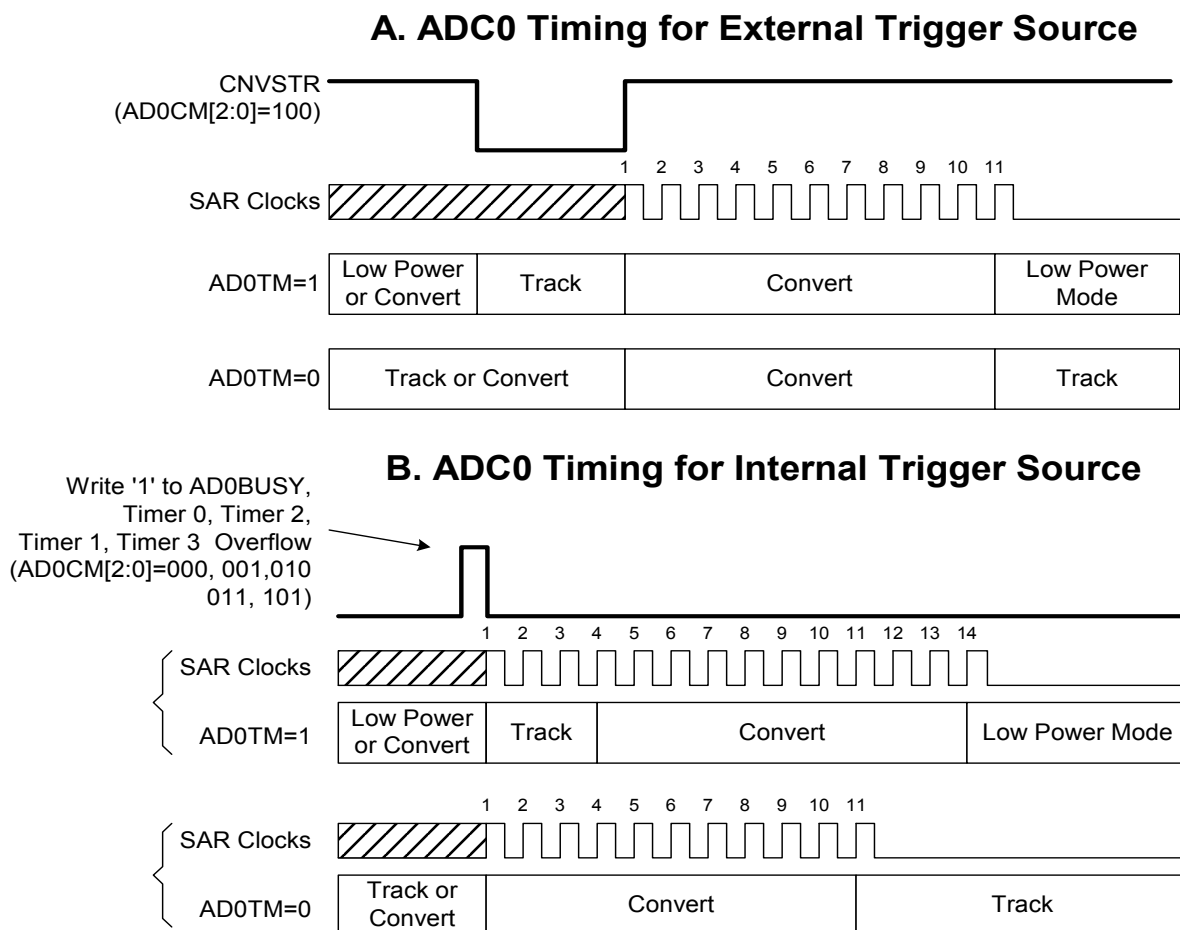 A. ADC0 Timing for External Trigger Source
CNVSTR
(AD0CM[2:0]=100)
1 2 3 4 5 6 7 8 9 10 11
SAR Clocks
AD0TM=1
Low Power
or Convert
Track
Convert
Low Power
Mode
AD0TM=0
Track or Convert
Convert
Track
B. ADC0 Timing for Internal Trigger Source
Write '1' to AD0BUSY,
Timer 0, Timer 2,
Timer 1, Timer 3 Overflow
(AD0CM[2:0]=000, 001,010
011, 101)
1 2 3 4 5 6 7 8 9 10 11 12 13 14
SAR Clocks
AD0TM=1
Low Power
or Convert
Track
Convert
Low Power Mode
1 2 3 4 5 6 7 8 9 10 11
SAR Clocks
AD0TM=0
Track or
Convert
Convert
Track